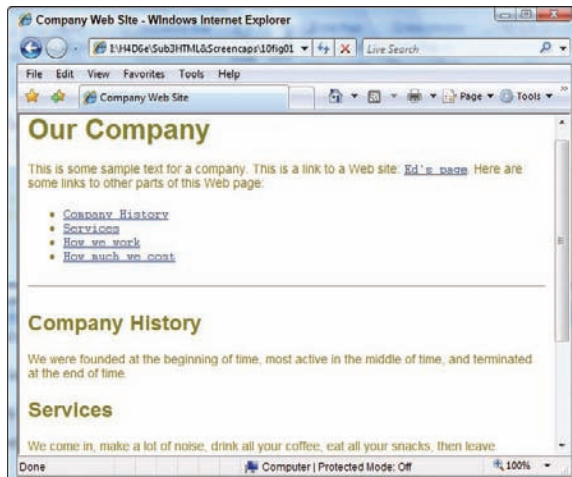 Company Web Site - Windows Internet Explorer
I:\H4D6e\Sub3HTML&Screencaps\10fig01
Live Search
File Edit View Favorites Tools Help
Company Web Site
Page Tools
Our Company
This is some sample text for a company. This is a link to a Web site: Ed's page. Here are
some links to other parts of this Web page:
Company History
Services
How we work
How much we cost
Company History
We were founded at the beginning of time, most active in the middle of time, and terminated
at the end of time.
Services
We come in, make a lot of noise, drink all your coffee, eat all your snacks, then leave.
Done
Computer | Protected Mode: Off
100%